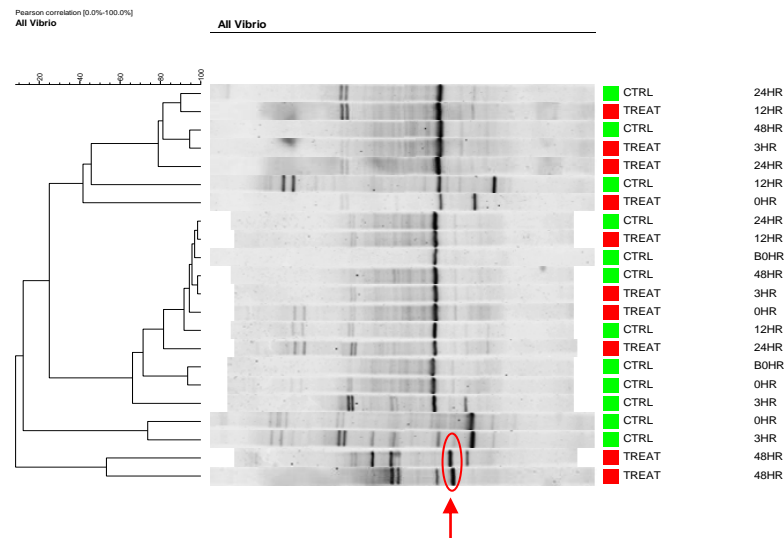 Pearson correlation [0.0%-100.0%]
All Vibrio
All Vibrio
20 40 60 80 100
CTRL 24HR
TREAT 12HR
CTRL 48HR
TREAT 3HR
TREAT 24HR
CTRL 12HR
TREAT 0HR
CTRL 24HR
TREAT 12HR
CTRL B0HR
CTRL 48HR
TREAT 3HR
TREAT 0HR
CTRL 12HR
TREAT 24HR
CTRL B0HR
CTRL 0HR
CTRL 3HR
CTRL 0HR
CTRL 3HR
TREAT 48HR
TREAT 48HR